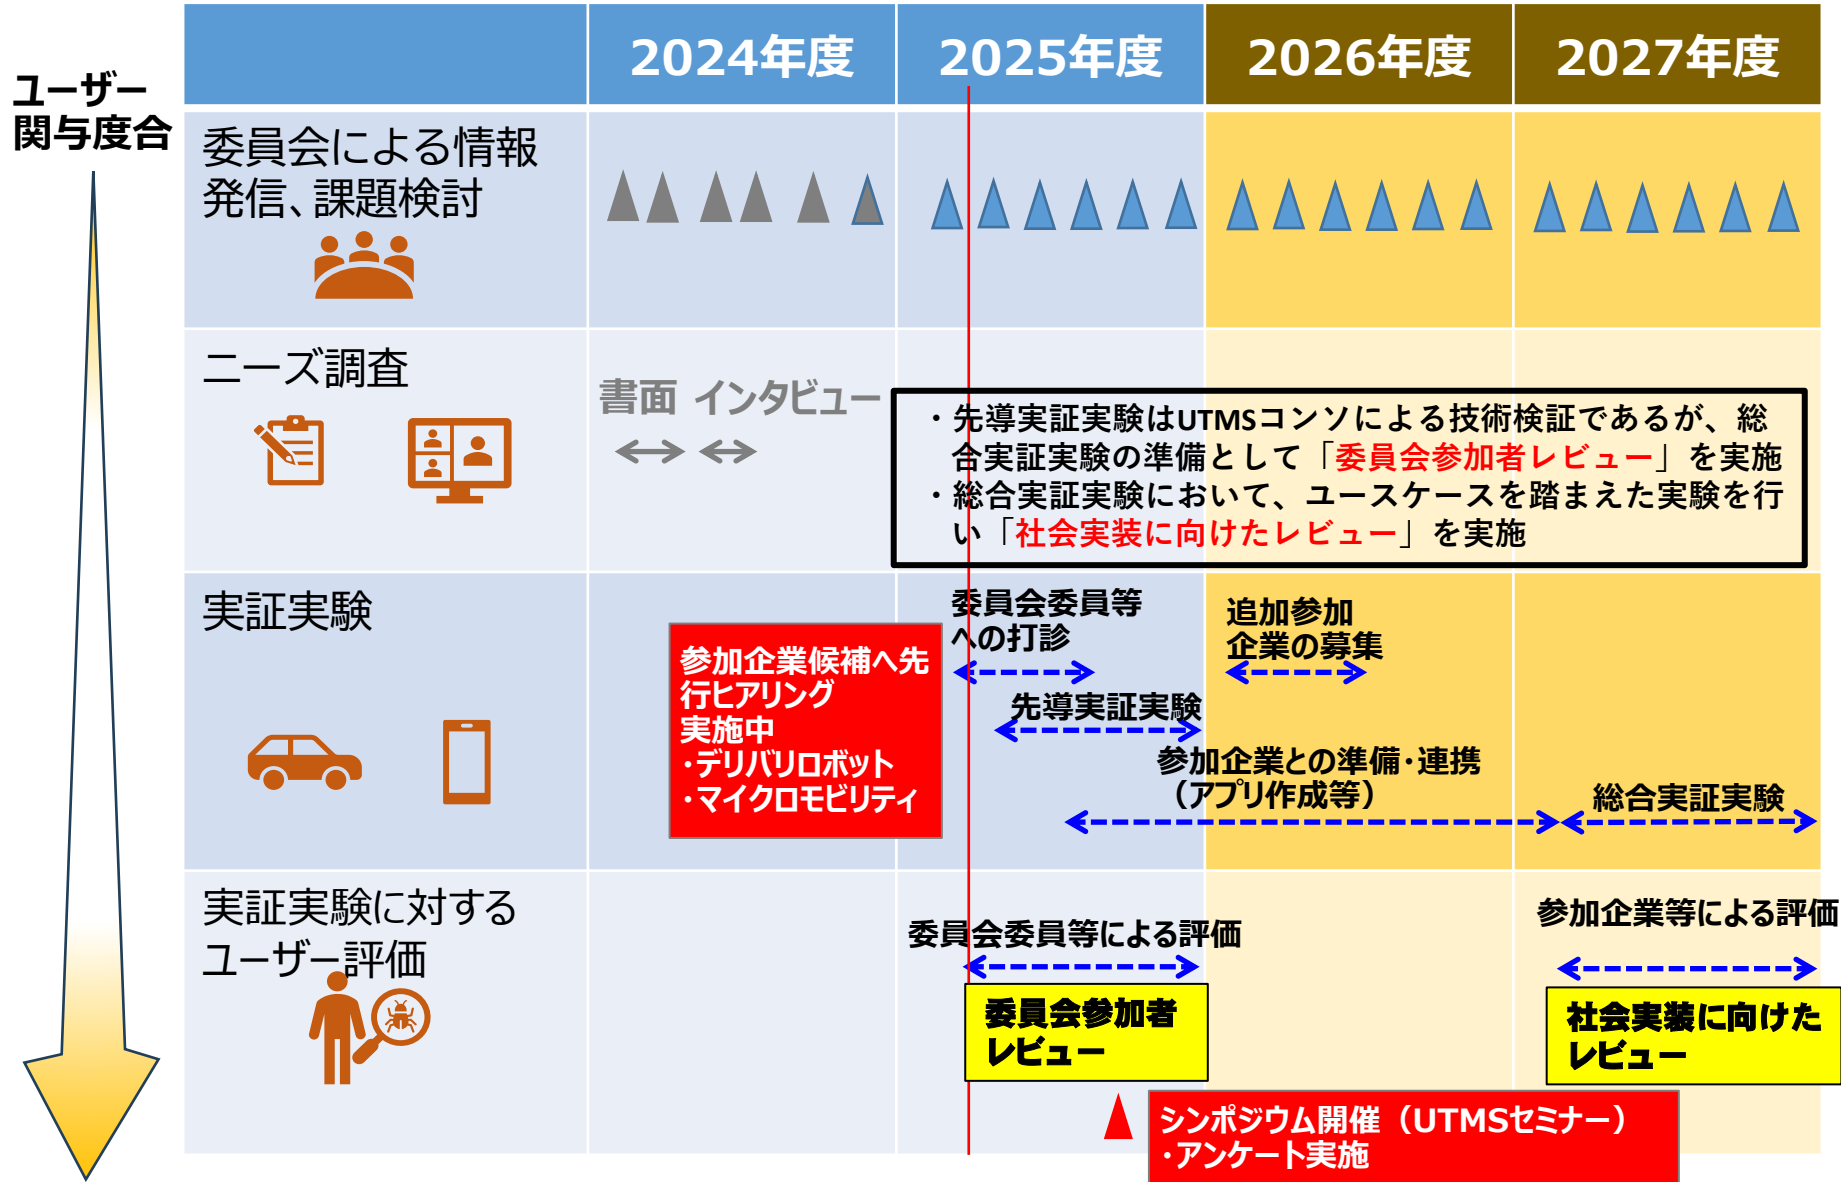 2024年度
2025年度
2026年度
2027年度
ユーザー
関与度合
委員会による情報
発信、課題検討
ニーズ調査
書面 インタビュー
・先導実証実験はUTMSコンソによる技術検証であるが、総
合実証実験の準備として「委員会参加者レビュー」を実施
・総合実証実験において、ユースケースを踏まえた実験を行
い「社会実装に向けたレビュー」を実施
実証実験
参加企業候補へ先
行ヒアリング
実施中
・デリバリロボット
・マイクロモビリティ
委員会委員等
への打診
先導実証実験
追加参加
企業の募集
参加企業との準備・連携
（アプリ作成等）
総合実証実験
実証実験に対する
ユーザー評価
委員会委員等による評価
委員会参加者
レビュー
参加企業等による評価
社会実装に向けた
レビュー
シンポジウム開催（UTMSセミナー）
・アンケート実施